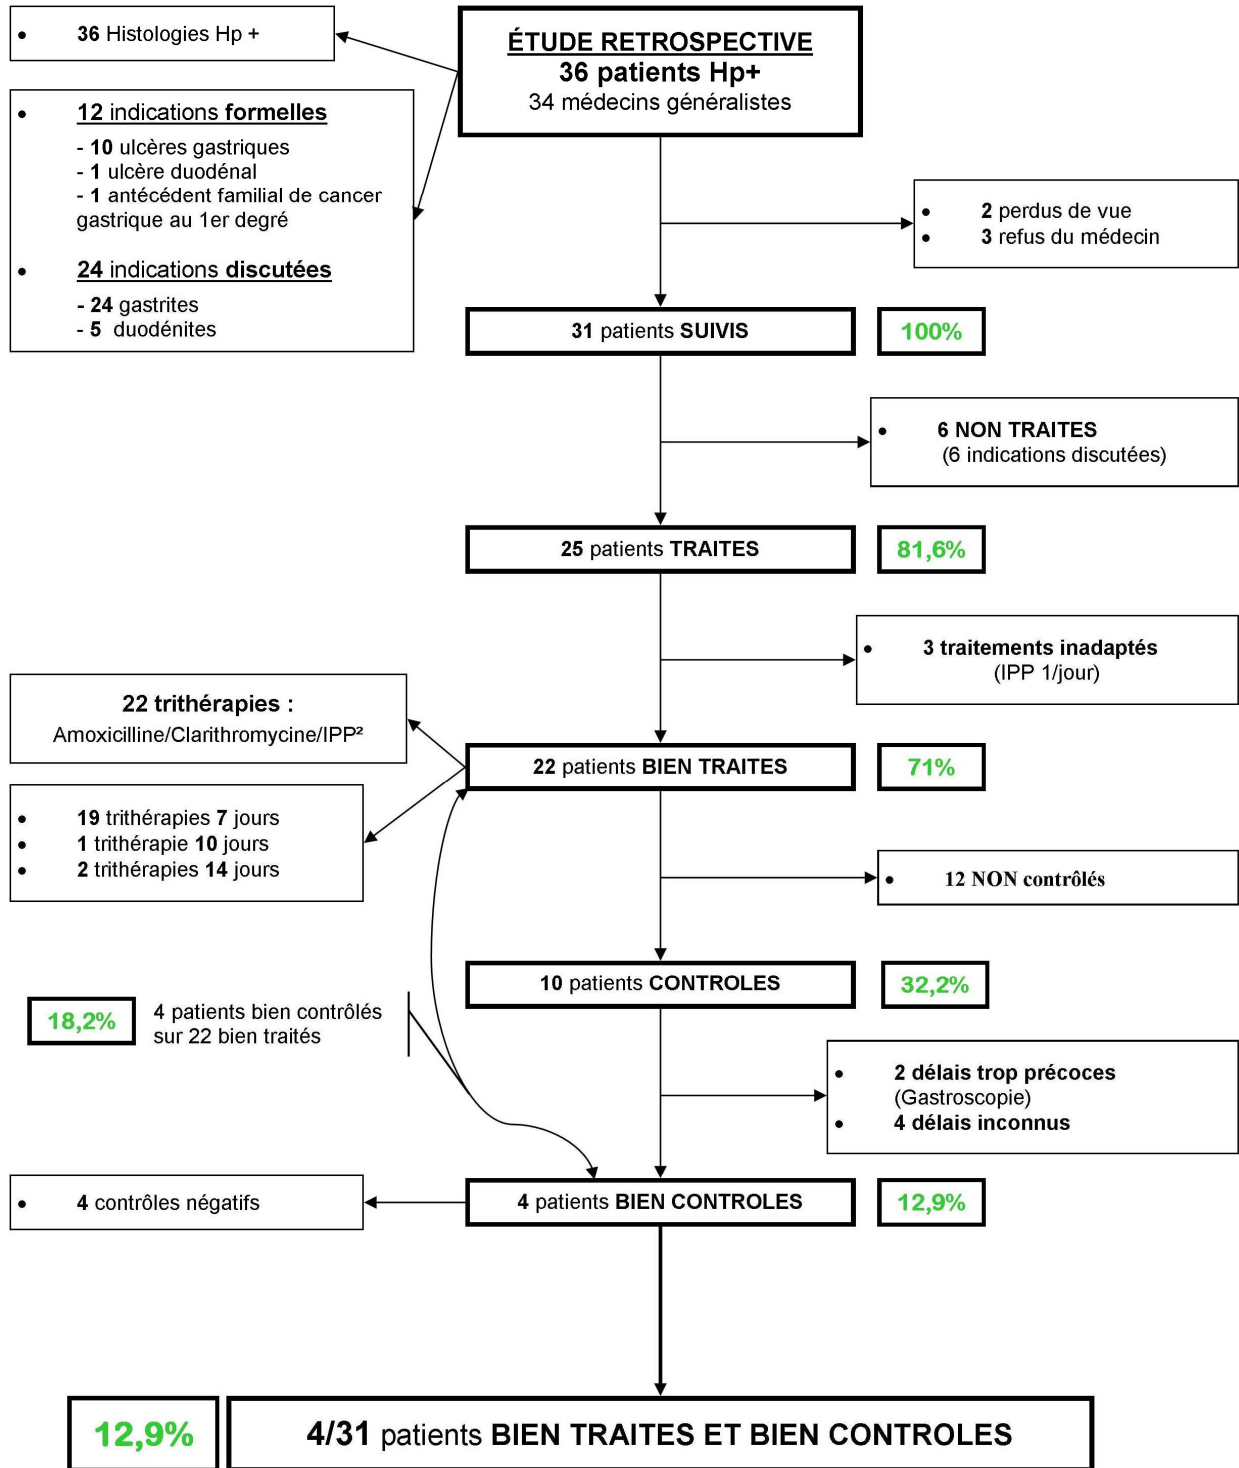 ÉTUDE RETROSPECTIVE
36 patients Hp+
34 médecins généralistes
• 36 Histologies Hp +
• 12 indications formelles
- 10 ulcères gastriques
- 1 ulcère duodénal
- 1 antécédent familial de cancer
gastrique au 1er degré
• 24 indications discutées
- 24 gastrites
- 5 duodénites
• 2 perdus de vue
• 3 refus du médecin
31 patients SUIVIS
100%
• 6 NON TRAITES
(6 indications discutées)
25 patients TRAITES
81,6%
• 3 traitements inadaptés
(IPP 1/jour)
22 trithérapies :
Amoxicilline/Clarithromycine/IPP²
22 patients BIEN TRAITES
71%
• 19 trithérapies 7 jours
• 1 trithérapie 10 jours
• 2 trithérapies 14 jours
• 12 NON contrôlés
10 patients CONTROLES
32,2%
18,2%
4 patients bien contrôlés
sur 22 bien traités
• 2 délais trop précoces
(Gastroscopie)
• 4 délais inconnus
• 4 contrôles négatifs
4 patients BIEN CONTROLES
12,9%
12,9%
4/31 patients BIEN TRAITES ET BIEN CONTROLES